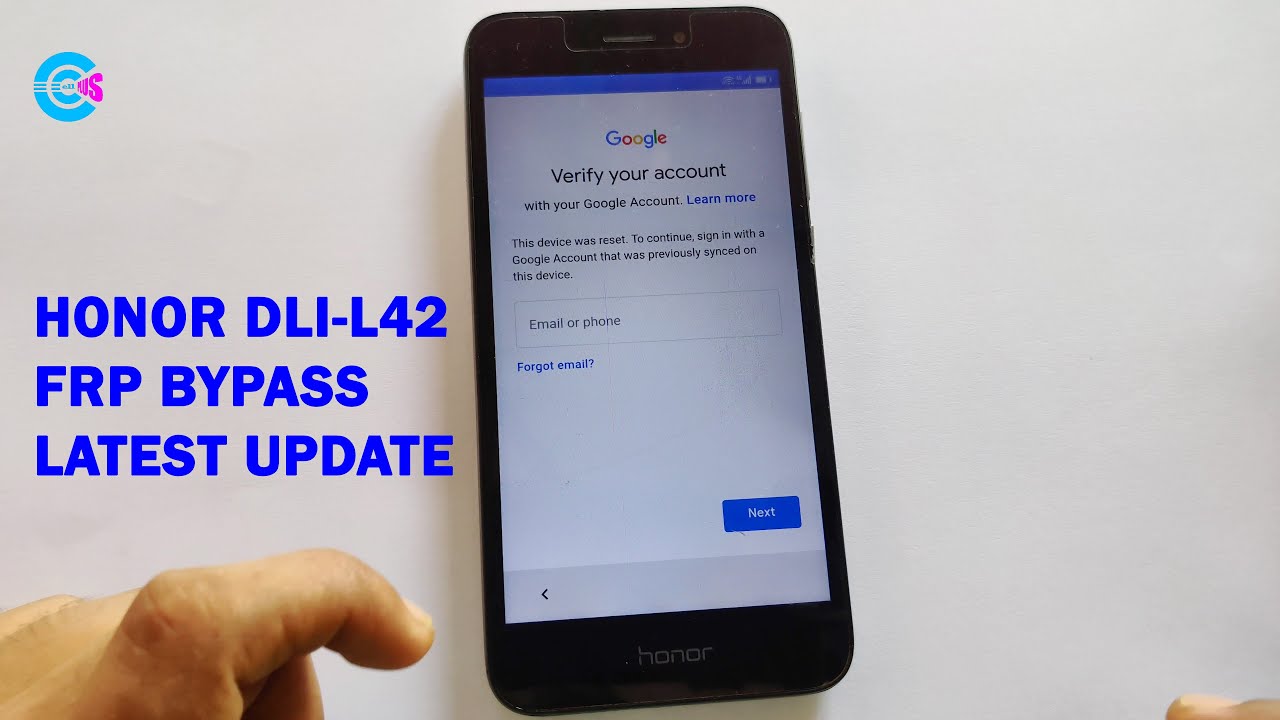 Cell PLUS
HONOR DLI-L42
FRP BYPASS
LATEST UPDATE
Google
Verify your account
with your Google Account. Learn more
This device was reset. To continue, sign in with a
Google Account that was previously synced on
this device.
Email or phone
Forgot email?
Next
honor